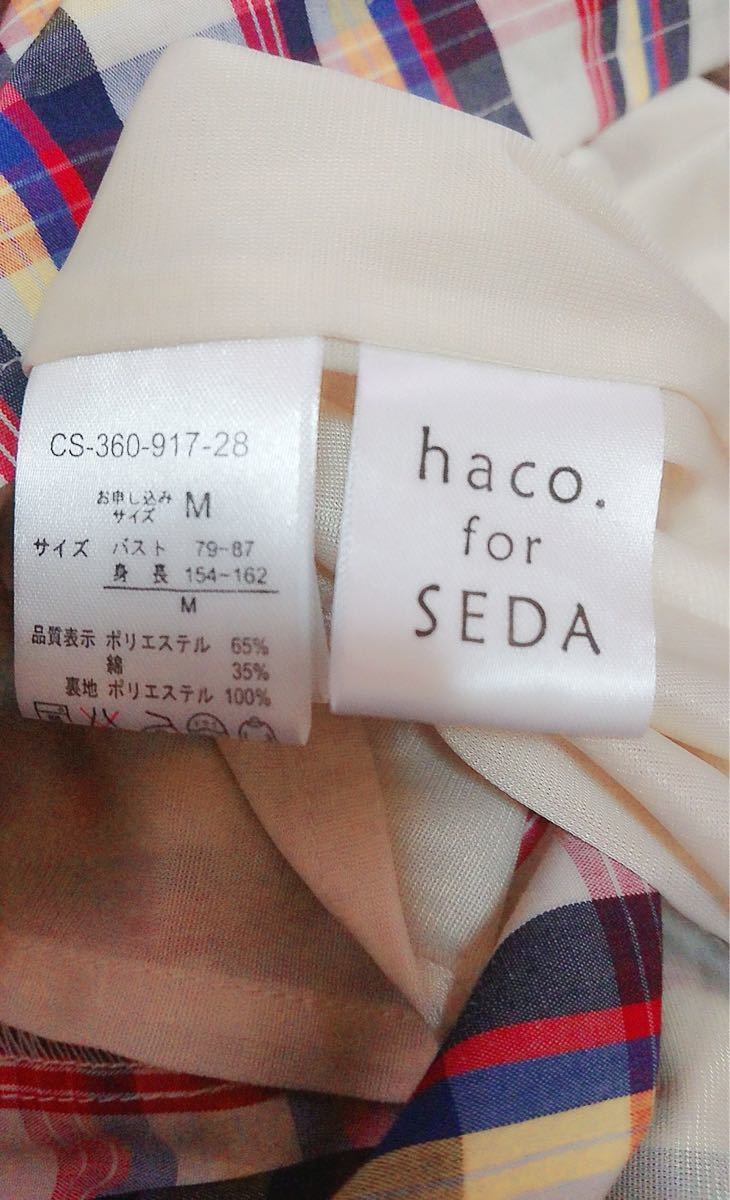 CS-360-917-28
お申し込み
サイズ M
サイズ バスト 79~87
身長 154~162
M
品質表示 ポリエステル 65%
綿 35%
裏地 ポリエステル 100%
haco.
for
SEDA